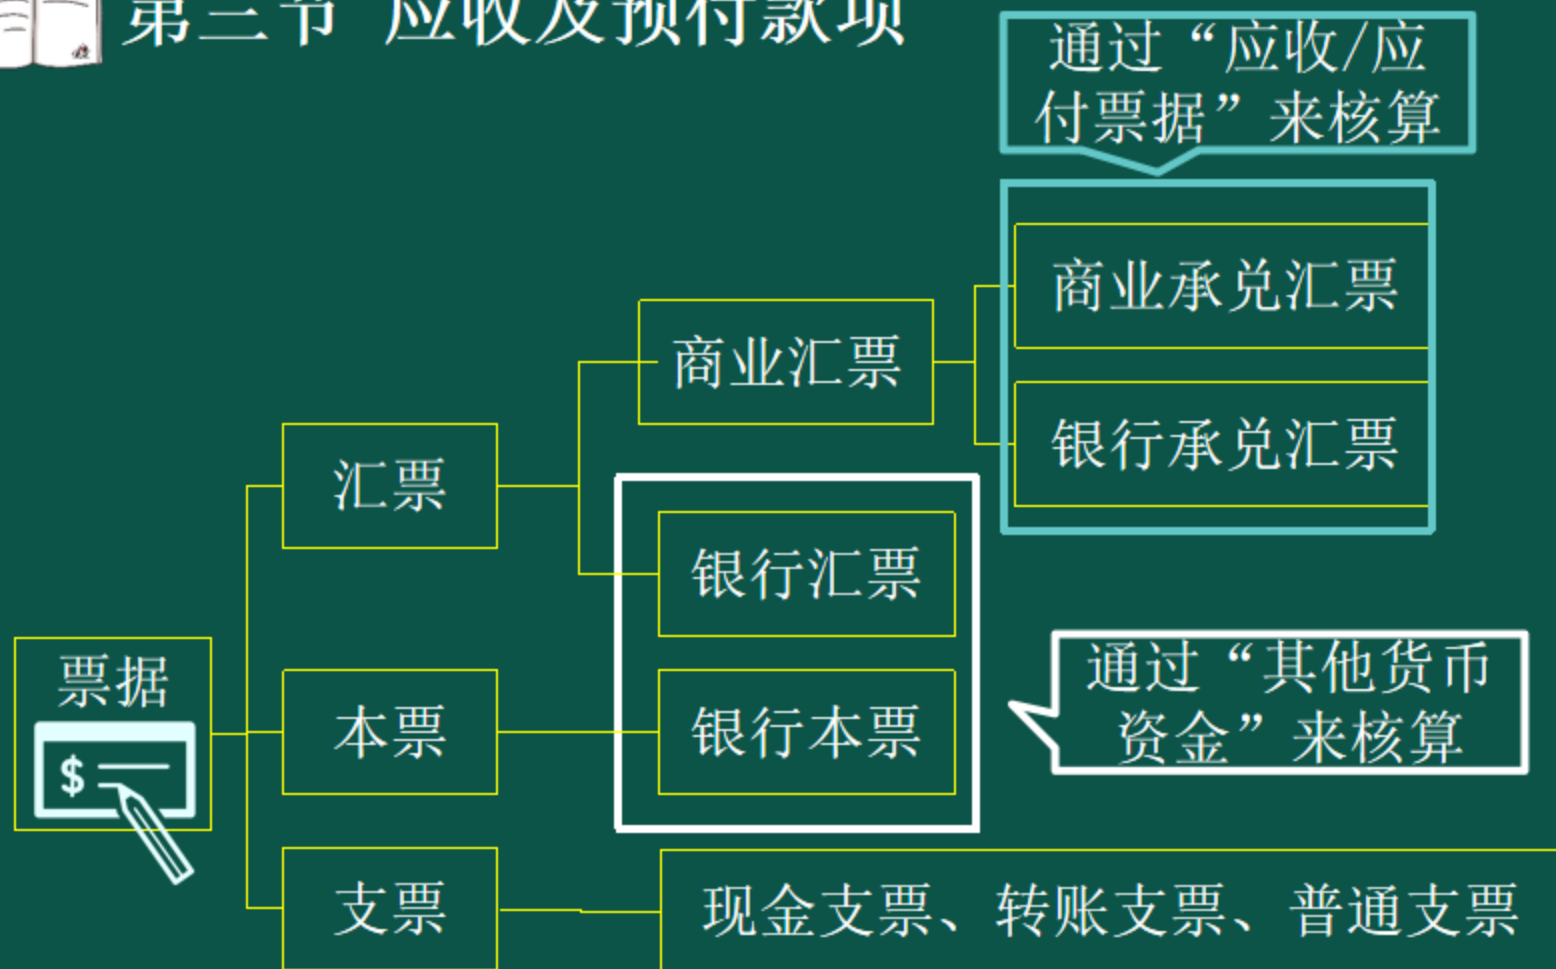 第三节 应收及预付款项
通过“应收/应
付票据”来核算
商业承兑汇票
商业汇票
银行承兑汇票
汇票
银行汇票
票据
本票
银行本票
通过“其他货币
资金”来核算
$
支票
现金支票、转账支票、普通支票